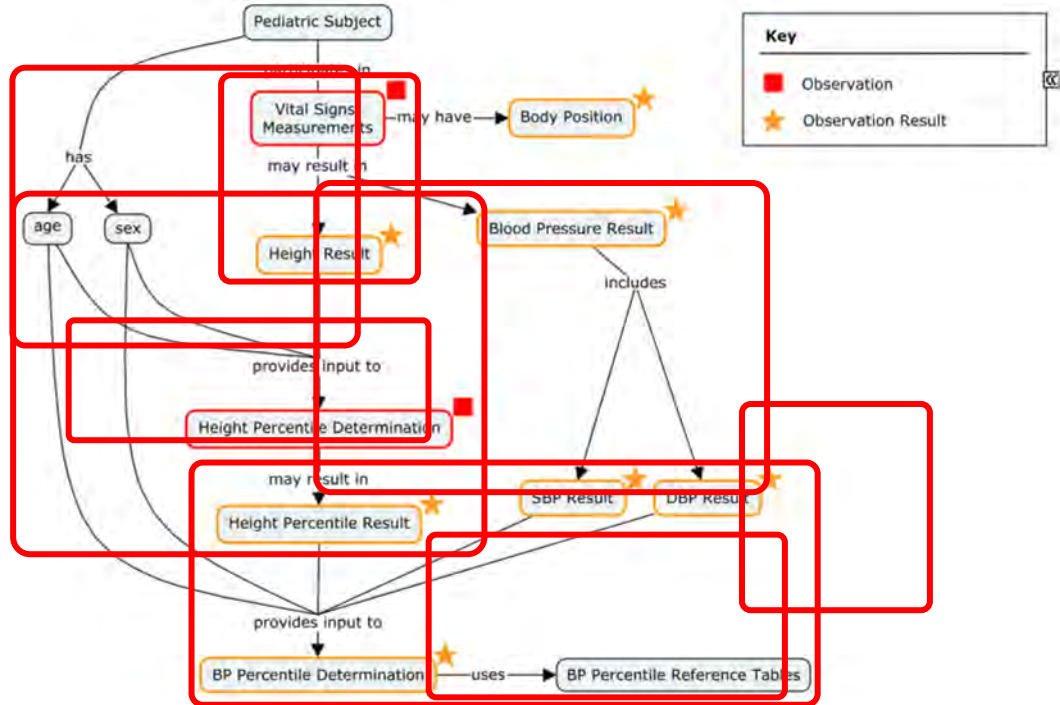 Pediatric Subject
Key
participates in
Observation
Vital Signs
Measurements
may have
Body Position
Observation Result
has
may result in
age
sex
Blood Pressure Result
Height Result
includes
provides input to
Height Percentile Determination
may result in
SBP Result
DBP Result
Height Percentile Result
provides input to
BP Percentile Determination
uses
BP Percentile Reference Tables